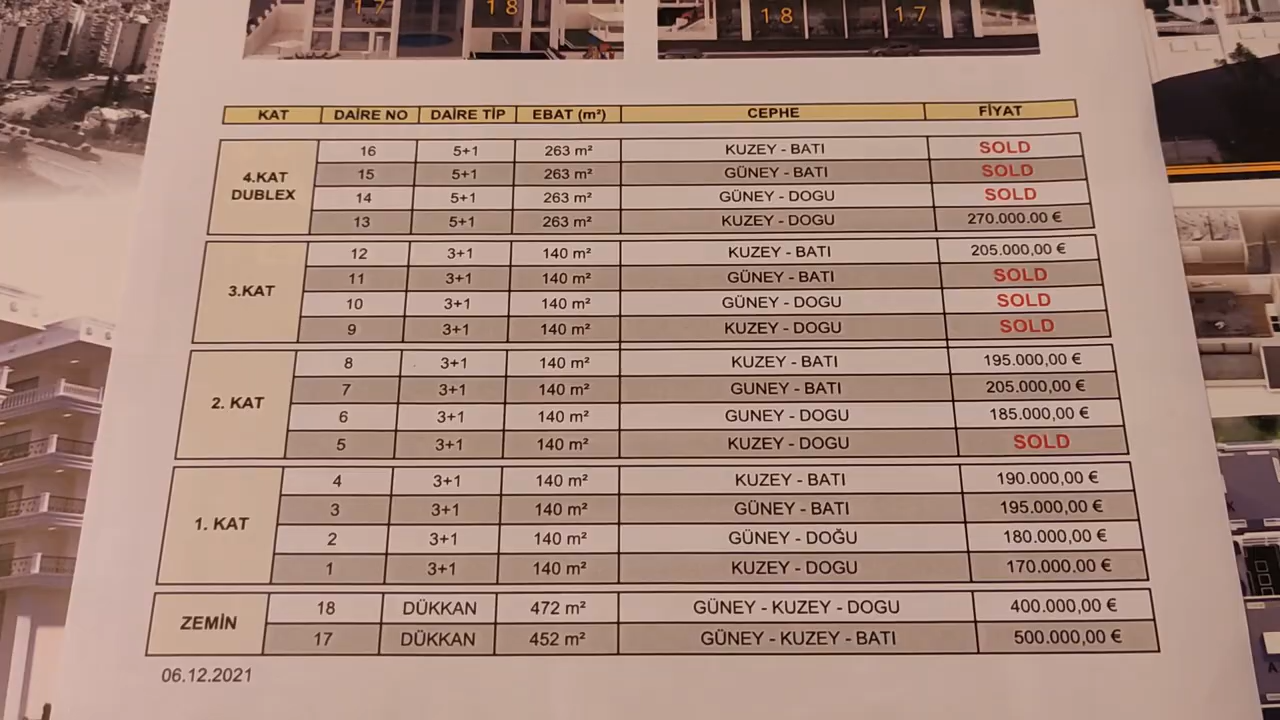 17 18 18 17
KAT DAİRE NO DAİRE TİP EBAT (m²) CEPHE FİYAT
4.KAT DUBLEX
16 5+1 263 m² KUZEY - BATI SOLD
15 5+1 263 m² GÜNEY - BATI SOLD
14 5+1 263 m² GÜNEY - DOGU SOLD
13 5+1 263 m² KUZEY - DOGU 270.000.00 €
3.KAT
12 3+1 140 m² KUZEY - BATI 205.000,00 €
11 3+1 140 m² GÜNEY - BATI SOLD
10 3+1 140 m² GÜNEY - DOGU SOLD
9 3+1 140 m² KUZEY - DOGU SOLD
2. KAT
8 3+1 140 m² KUZEY - BATI 195.000,00 €
7 3+1 140 m² GUNEY - BATI 205.000,00 €
6 3+1 140 m² GUNEY - DOGU 185.000,00 €
5 3+1 140 m² KUZEY - DOGU SOLD
1. KAT
4 3+1 140 m² KUZEY - BATI 190.000,00 €
3 3+1 140 m² GÜNEY - BATI 195.000,00 €
2 3+1 140 m² GÜNEY - DOĞU 180.000,00 €
1 3+1 140 m² KUZEY - DOGU 170.000.00 €
ZEMİN
18 DÜKKAN 472 m² GÜNEY - KUZEY - DOGU 400.000,00 €
17 DÜKKAN 452 m² GÜNEY - KUZEY - BATI 500.000,00 €
06.12.2021